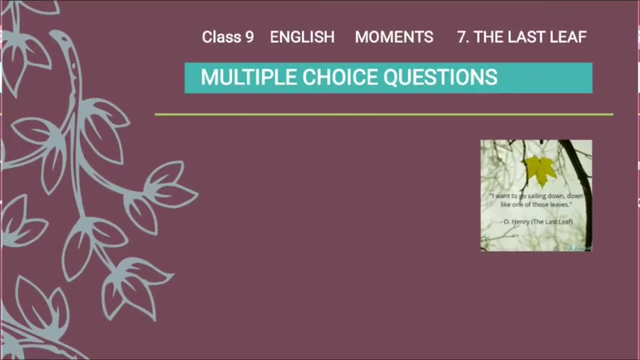 Class 9 ENGLISH MOMENTS 7. THE LAST LEAF
MULTIPLE CHOICE QUESTIONS
"I want to go sailing down, down
like one of those leaves."
- O. Henry (The Last Leaf)